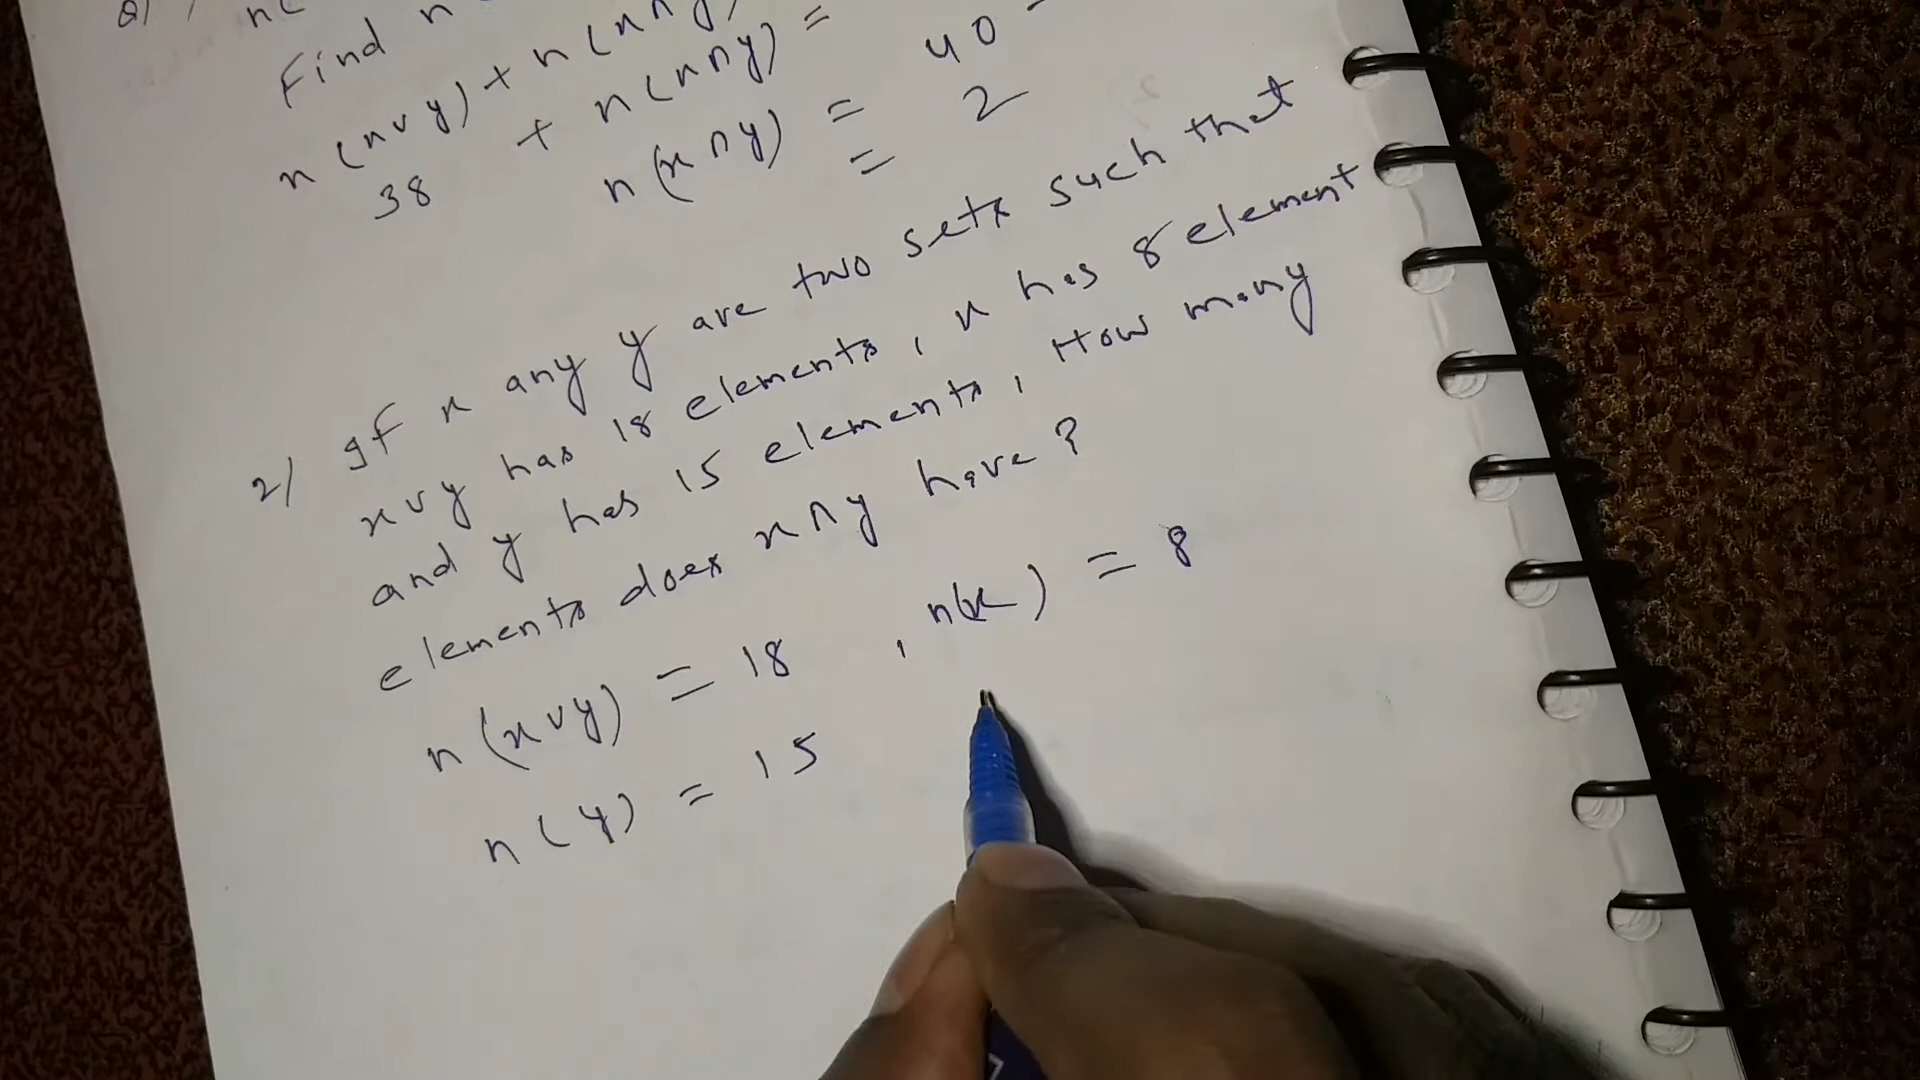 Find n
n(x∪y) + n(x∩y)
38 + n(x∩y) =
n(x∩y) = 40 -
= 2
2) If x any y are two sets such that
x∪y has 18 elements, x has 8 element
and y has 15 elements, How many
elements does x∩y have?
n(x∪y) = 18 , n(x) = 8
n(y) = 15